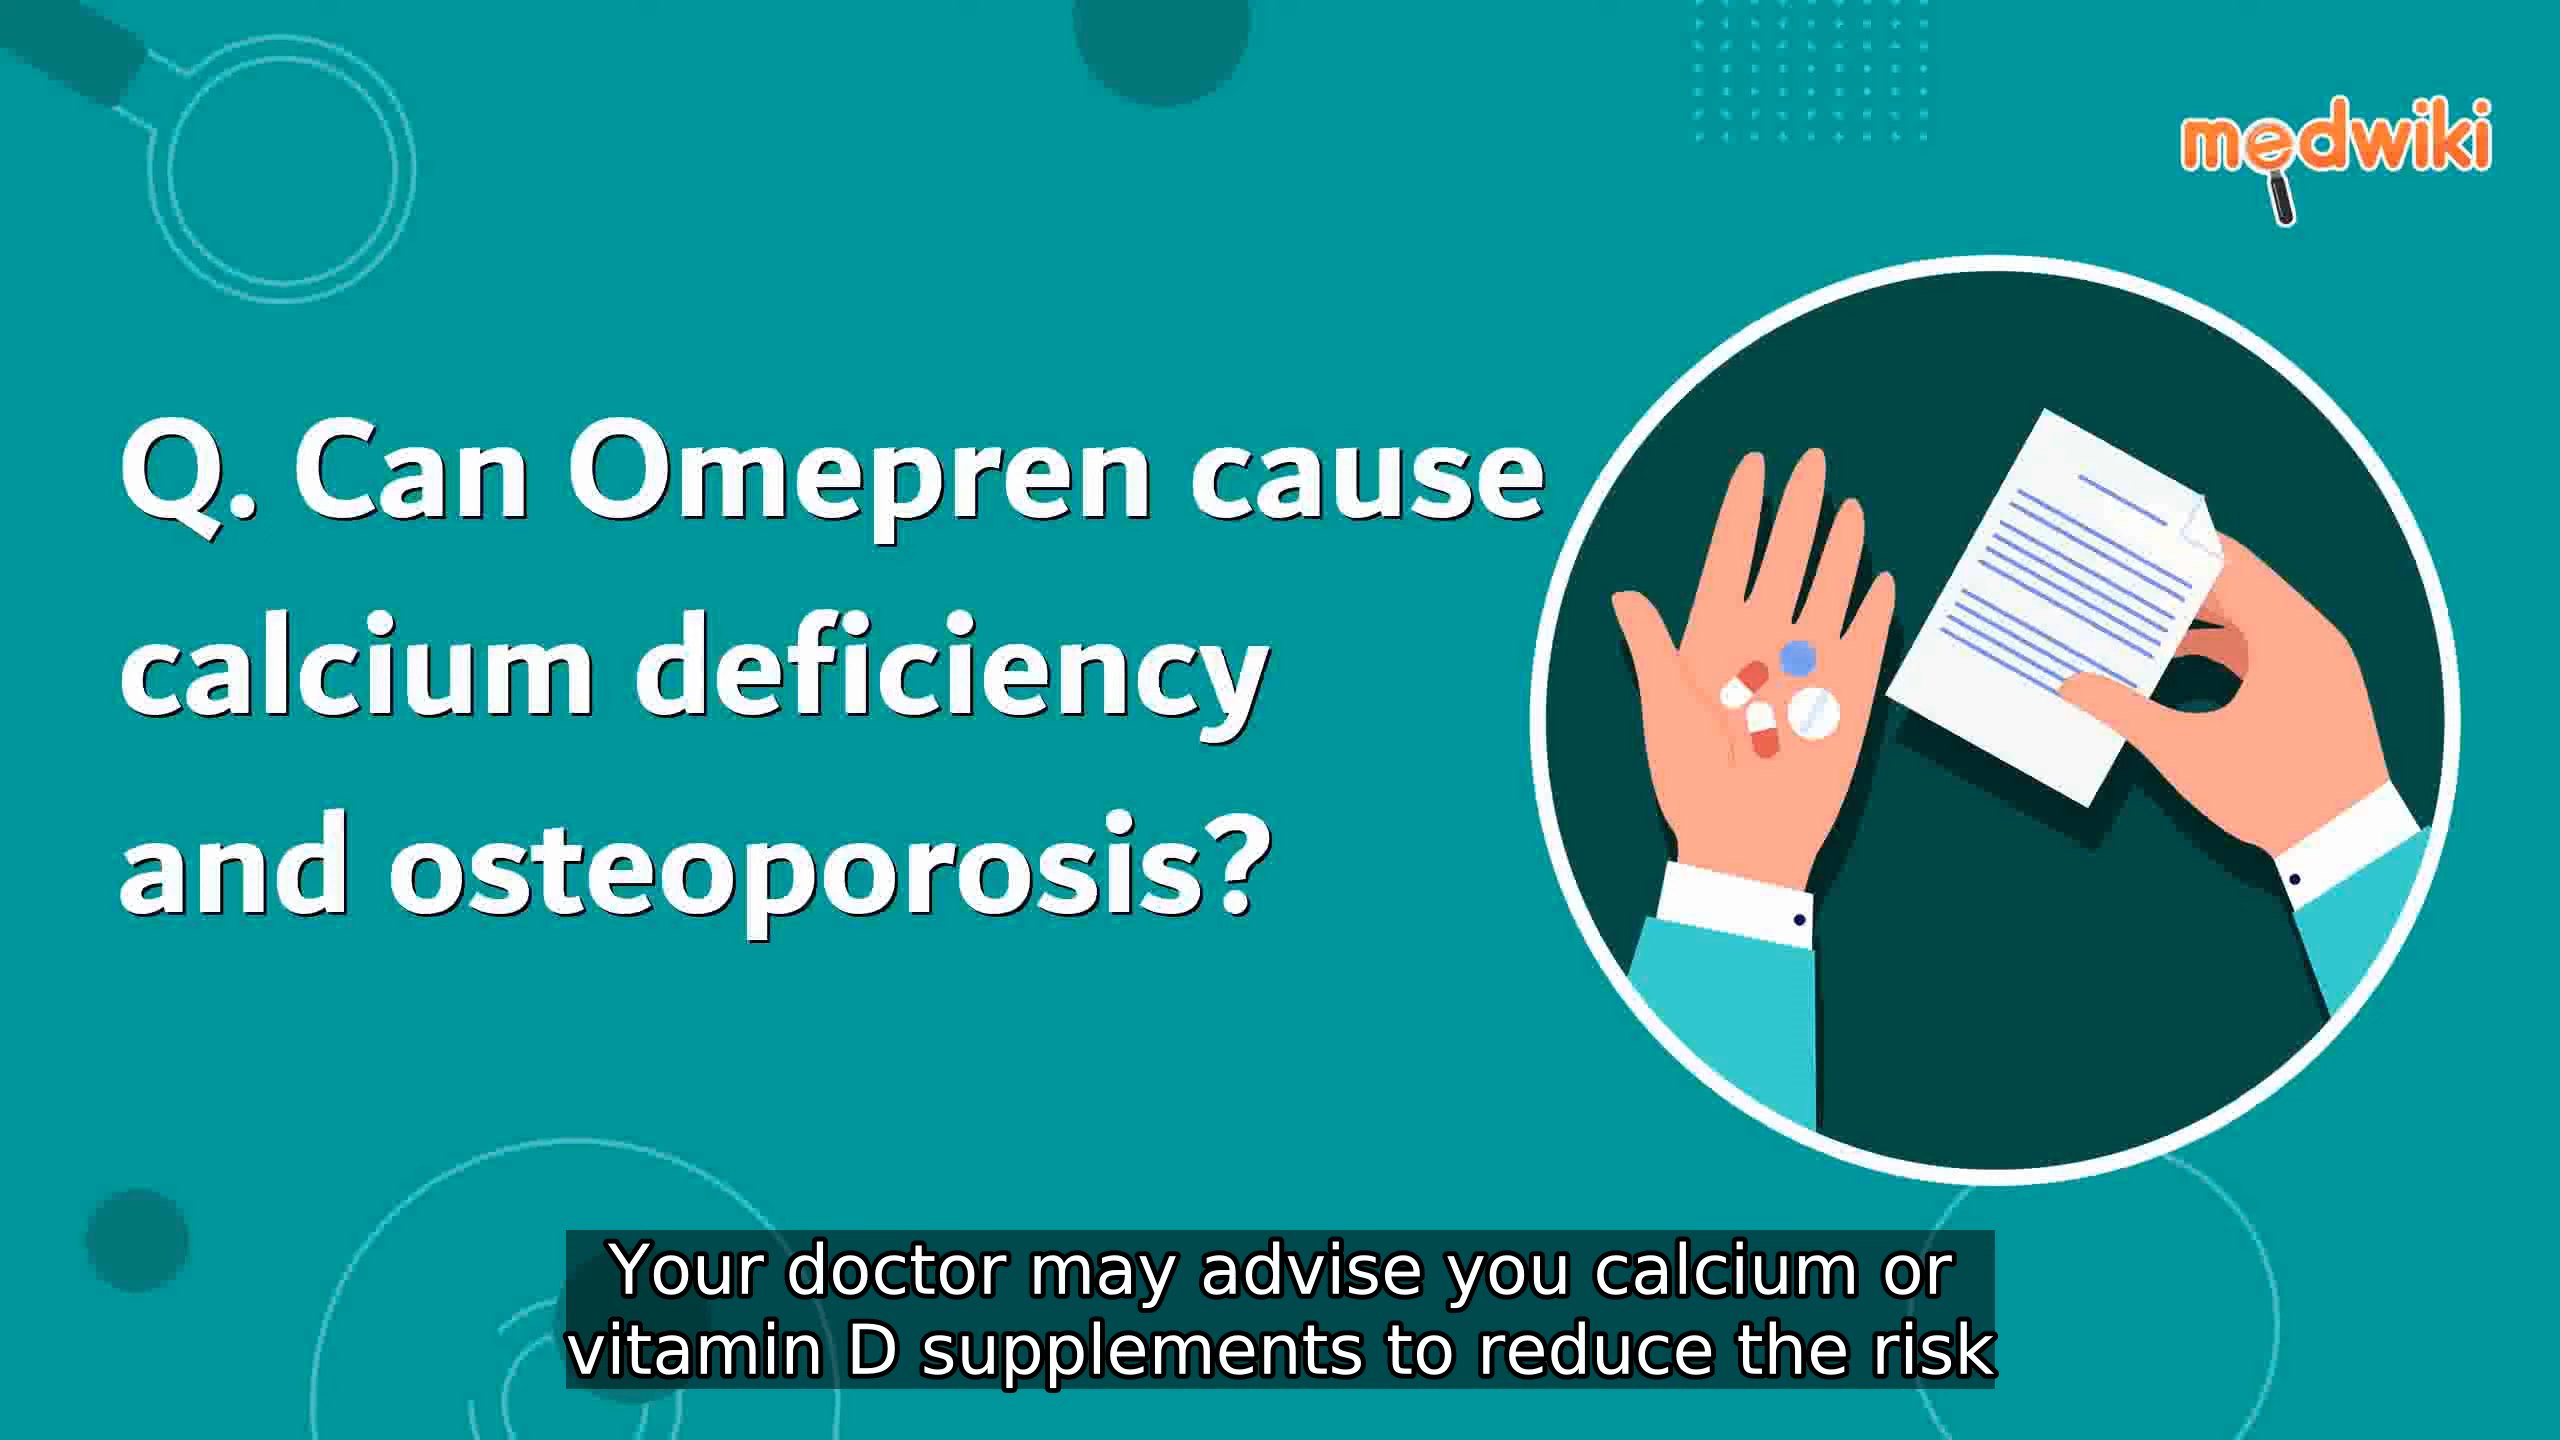 medwiki
Q. Can Omepren cause
calcium deficiency
and osteoporosis?
Your doctor may advise you calcium or
vitamin D supplements to reduce the risk